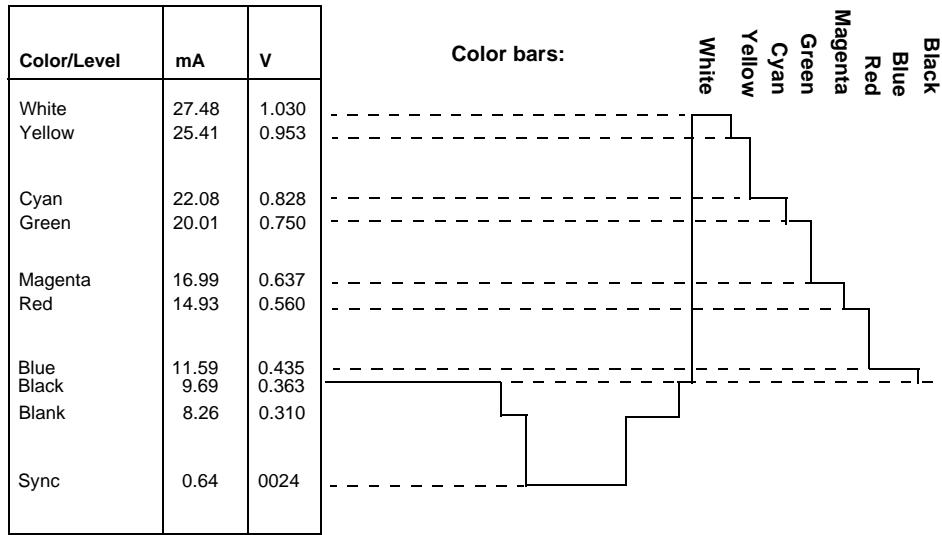 Color/Level mA V
White 27.48 1.030
Yellow 25.41 0.953
Cyan 22.08 0.828
Green 20.01 0.750
Magenta 16.99 0.637
Red 14.93 0.560
Blue 11.59 0.435
Black 9.69 0.363
Blank 8.26 0.310
Sync 0.64 0024
Color bars:
White
Yellow
Cyan
Green
Magenta
Red
Blue
Black